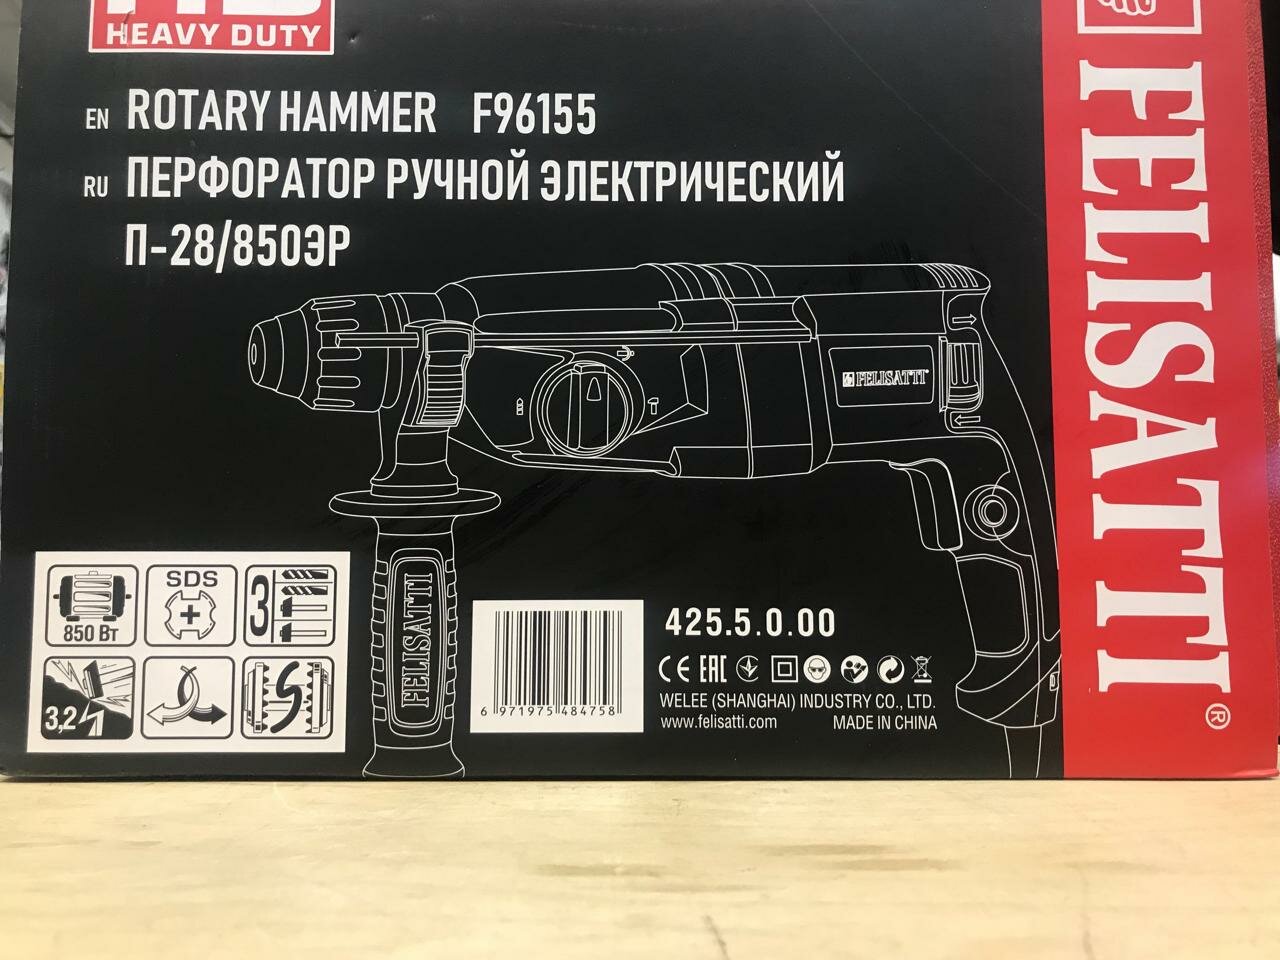 HEAVY DUTY
EN ROTARY HAMMER F96155
RU ПЕРФОРАТОР РУЧНОЙ ЭЛЕКТРИЧЕСКИЙ
П-28/850ЭР
FELISATTI®
FELISATTI®
FELISATTI
850 Вт
SDS
3
3,2
6 971975 484758
425.5.0.00
CE EAC
WELEE (SHANGHAI) INDUSTRY CO., LTD.
www.felisatti.com MADE IN CHINA